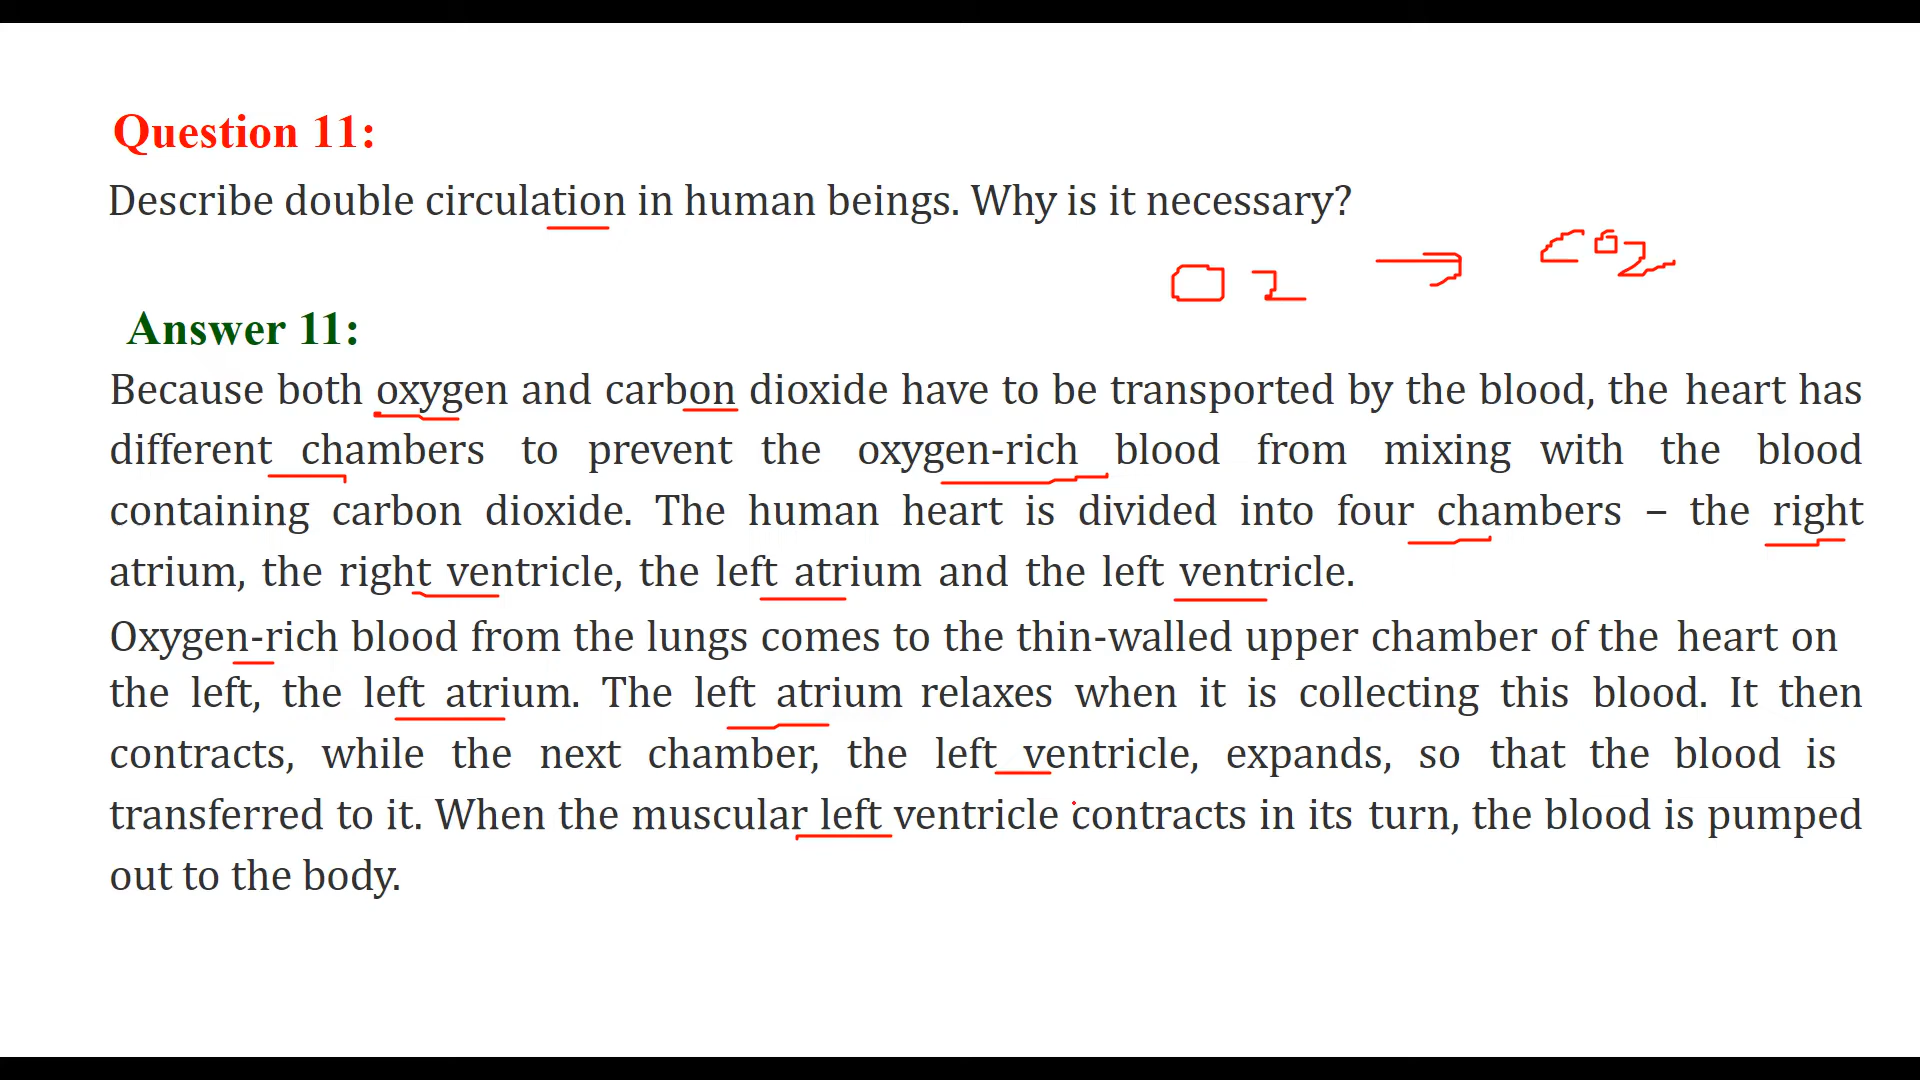 Question 11:
Describe double circulation in human beings. Why is it necessary?
O2 → CO2
Answer 11:
Because both oxygen and carbon dioxide have to be transported by the blood, the heart has
different chambers to prevent the oxygen-rich blood from mixing with the blood
containing carbon dioxide. The human heart is divided into four chambers – the right
atrium, the right ventricle, the left atrium and the left ventricle.
Oxygen-rich blood from the lungs comes to the thin-walled upper chamber of the heart on
the left, the left atrium. The left atrium relaxes when it is collecting this blood. It then
contracts, while the next chamber, the left ventricle, expands, so that the blood is
transferred to it. When the muscular left ventricle contracts in its turn, the blood is pumped
out to the body.